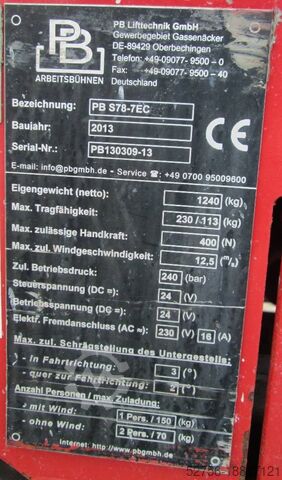 PB
ARBEITSBÜHNEN
PB Lifttechnik GmbH
Gewerbegebiet Gassenäcker
DE-89429 Oberbechingen
Telefon: +49-09077- 9500 - 0
Fax: +49-09077- 9500 - 40
Deutschland
Bezeichnung: PB S78-7EC
Baujahr: 2013
Serial-Nr.: PB130309-13
CE
E-mail: info@pbgmbh.de - Service ☎: +49 0700 95009600
Eigengewicht (netto): 1240 (kg)
Max. Tragfähigkeit: 230 / 113 (kg)
Max. zulässige Handkraft: 400 (N)
Max. zul. Windgeschwindigkeit: 12,5 (m/s)
Zul. Betriebsdruck: 240 (bar)
Steuerspannung (DC =): 24 (V)
Betriebsspannung (DC =): 24 (V)
Elektr. Fremdanschluss (AC ≈): 230 (V) 16 (A)
Max. zul. Schrägstellung des Untergestells:
- in Fahrtrichtung: 3 (°)
- quer zur Fahrtrichtung: 2 (°)
Anzahl Personen / max. Zuladung:
- mit Wind: 1 Pers. / 150 (kg)
- ohne Wind: 2 Pers. / 70 (kg)
Internet: http://www.pbgmbh.de